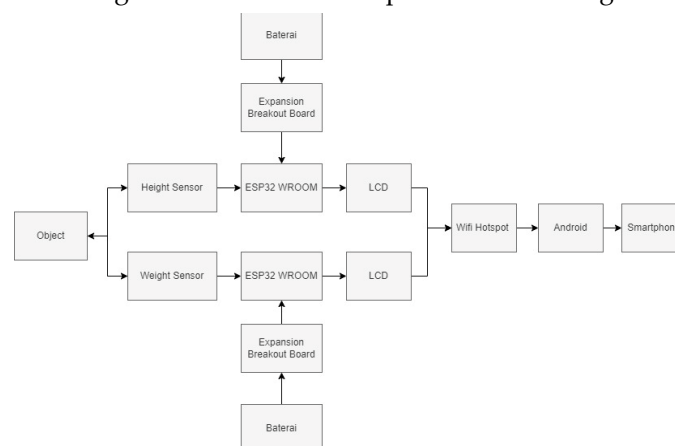 Baterai
Expansion
Breakout Board
Height Sensor
ESP32 WROOM
LCD
Object
Wifi Hotspot
Android
Smartphon
Weight Sensor
ESP32 WROOM
LCD
Expansion
Breakout Board
Baterai